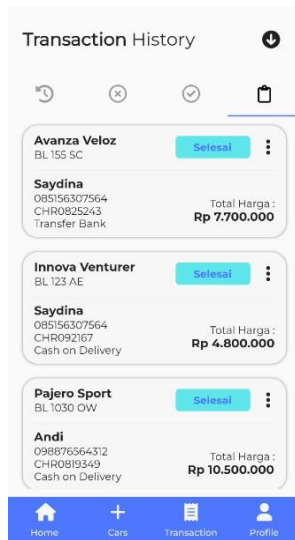 Transaction History
Avanza Veloz
BL 155 SC
Selesai
Saydina
085156307564
CHR0825243
Transfer Bank
Total Harga :
Rp 7.700.000
Innova Venturer
BL 123 AE
Selesai
Saydina
085156307564
CHR092167
Cash on Delivery
Total Harga :
Rp 4.800.000
Pajero Sport
BL 1030 OW
Selesai
Andi
098876564312
CHR0819349
Cash on Delivery
Total Harga :
Rp 10.500.000
Home
Cars
Transaction
Profile